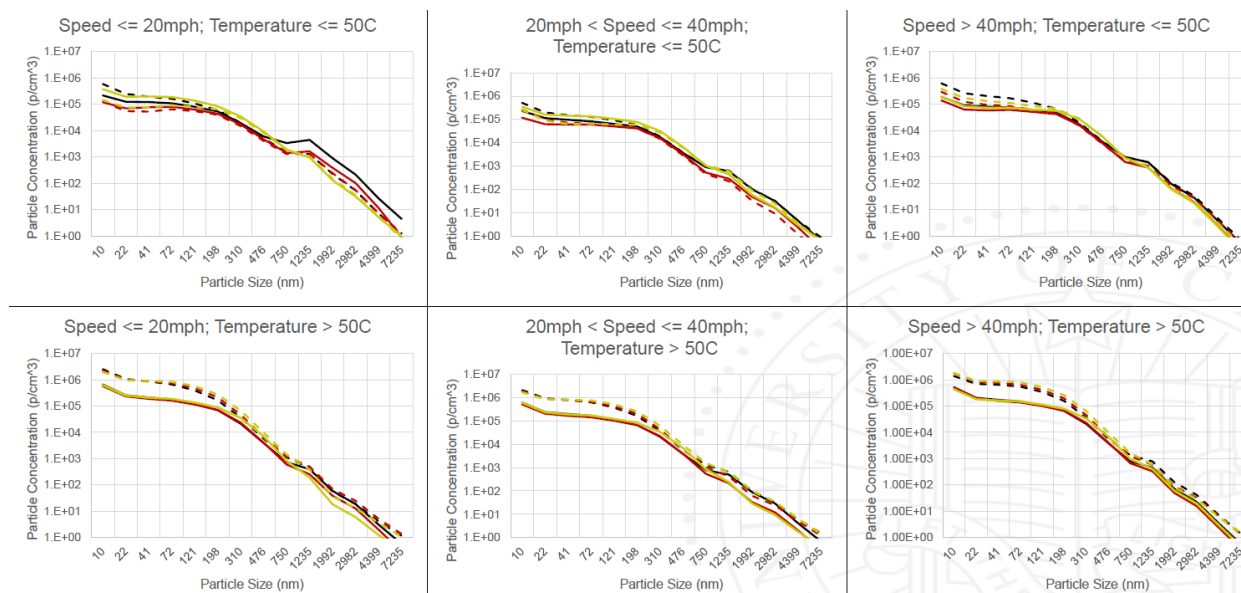 Speed <= 20mph; Temperature <= 50C
Particle Concentration (p/cm^3)
1.E+07
1.E+06
1.E+05
1.E+04
1.E+03
1.E+02
1.E+01
1.E+00
10 22 41 72 121 198 310 476 750 1235 1992 2982 4399 7235
Particle Size (nm)
20mph < Speed <= 40mph;
Temperature <= 50C
Particle Concentration (p/cm^3)
1.E+07
1.E+06
1.E+05
1.E+04
1.E+03
1.E+02
1.E+01
1.E+00
10 22 41 72 121 198 310 476 750 1235 1992 2982 4399 7235
Particle Size (nm)
Speed > 40mph; Temperature <= 50C
Particle Concentration (p/cm^3)
1.E+07
1.E+06
1.E+05
1.E+04
1.E+03
1.E+02
1.E+01
1.E+00
10 22 41 72 121 198 310 476 750 1235 1992 2982 4399 7235
Particle Size (nm)
Speed <= 20mph; Temperature > 50C
Particle Concentration (p/cm^3)
1.E+07
1.E+06
1.E+05
1.E+04
1.E+03
1.E+02
1.E+01
1.E+00
10 22 41 72 121 198 310 476 750 1235 1992 2982 4399 7235
Particle Size (nm)
20mph < Speed <= 40mph;
Temperature > 50C
Particle Concentration (p/cm^3)
1.E+07
1.E+06
1.E+05
1.E+04
1.E+03
1.E+02
1.E+01
1.E+00
10 22 41 72 121 198 310 476 750 1235 1992 2982 4399 7235
Particle Size (nm)
Speed > 40mph; Temperature > 50C
Particle Concentration (p/cm^3)
1.00E+07
1.00E+06
1.00E+05
1.00E+04
1.00E+03
1.00E+02
1.00E+01
1.00E+00
10 22 41 72 121 198 310 476 750 1235 1992 2982 4399 7235
Particle Size (nm)